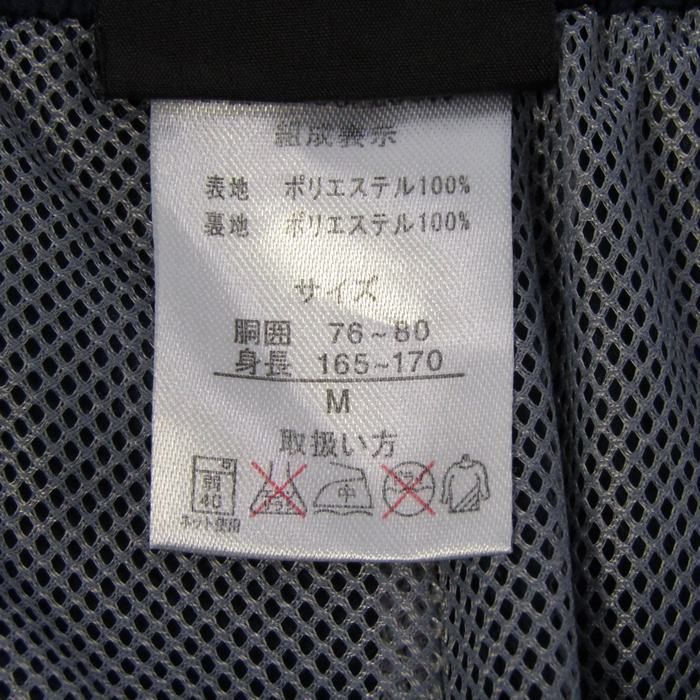 組成表示
表地 ポリエステル100%
裏地 ポリエステル100%
サイズ
胴囲 76~80
身長 165~170
M
取扱い方
弱 40 中
ネット使用